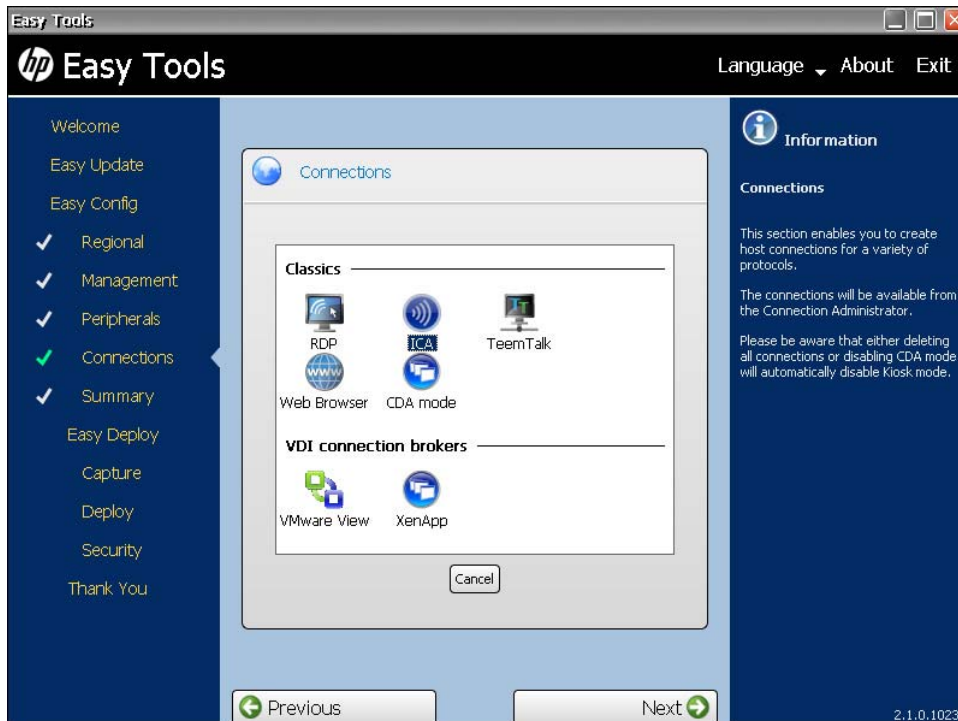 Easy Tools
hp Easy Tools
Language About Exit
Welcome
Easy Update
Easy Config
Regional
Management
Peripherals
Connections
Summary
Easy Deploy
Capture
Deploy
Security
Thank You
Connections
Classics
RDP
ICA
TeemTalk
www
Web Browser
CDA mode
VDI connection brokers
VMware View
XenApp
Cancel
Previous
Next
Information
Connections
This section enables you to create
host connections for a variety of
protocols.
The connections will be available from
the Connection Administrator.
Please be aware that either deleting
all connections or disabling CDA mode
will automatically disable Kiosk mode.
2.1.0.1023